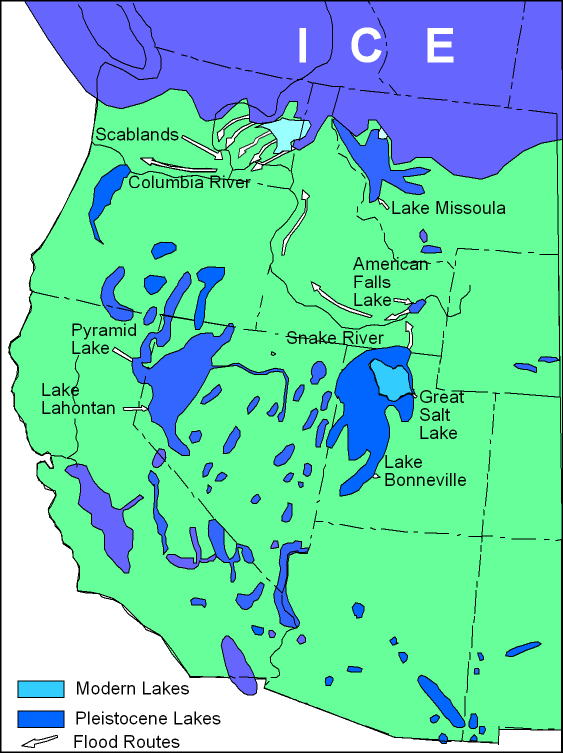 I C E
Scablands
Columbia River
Lake Missoula
American
Falls
Lake
Pyramid
Lake
Snake River
Lake
Lahontan
Great
Salt
Lake
Lake
Bonneville
Modern Lakes
Pleistocene Lakes
Flood Routes